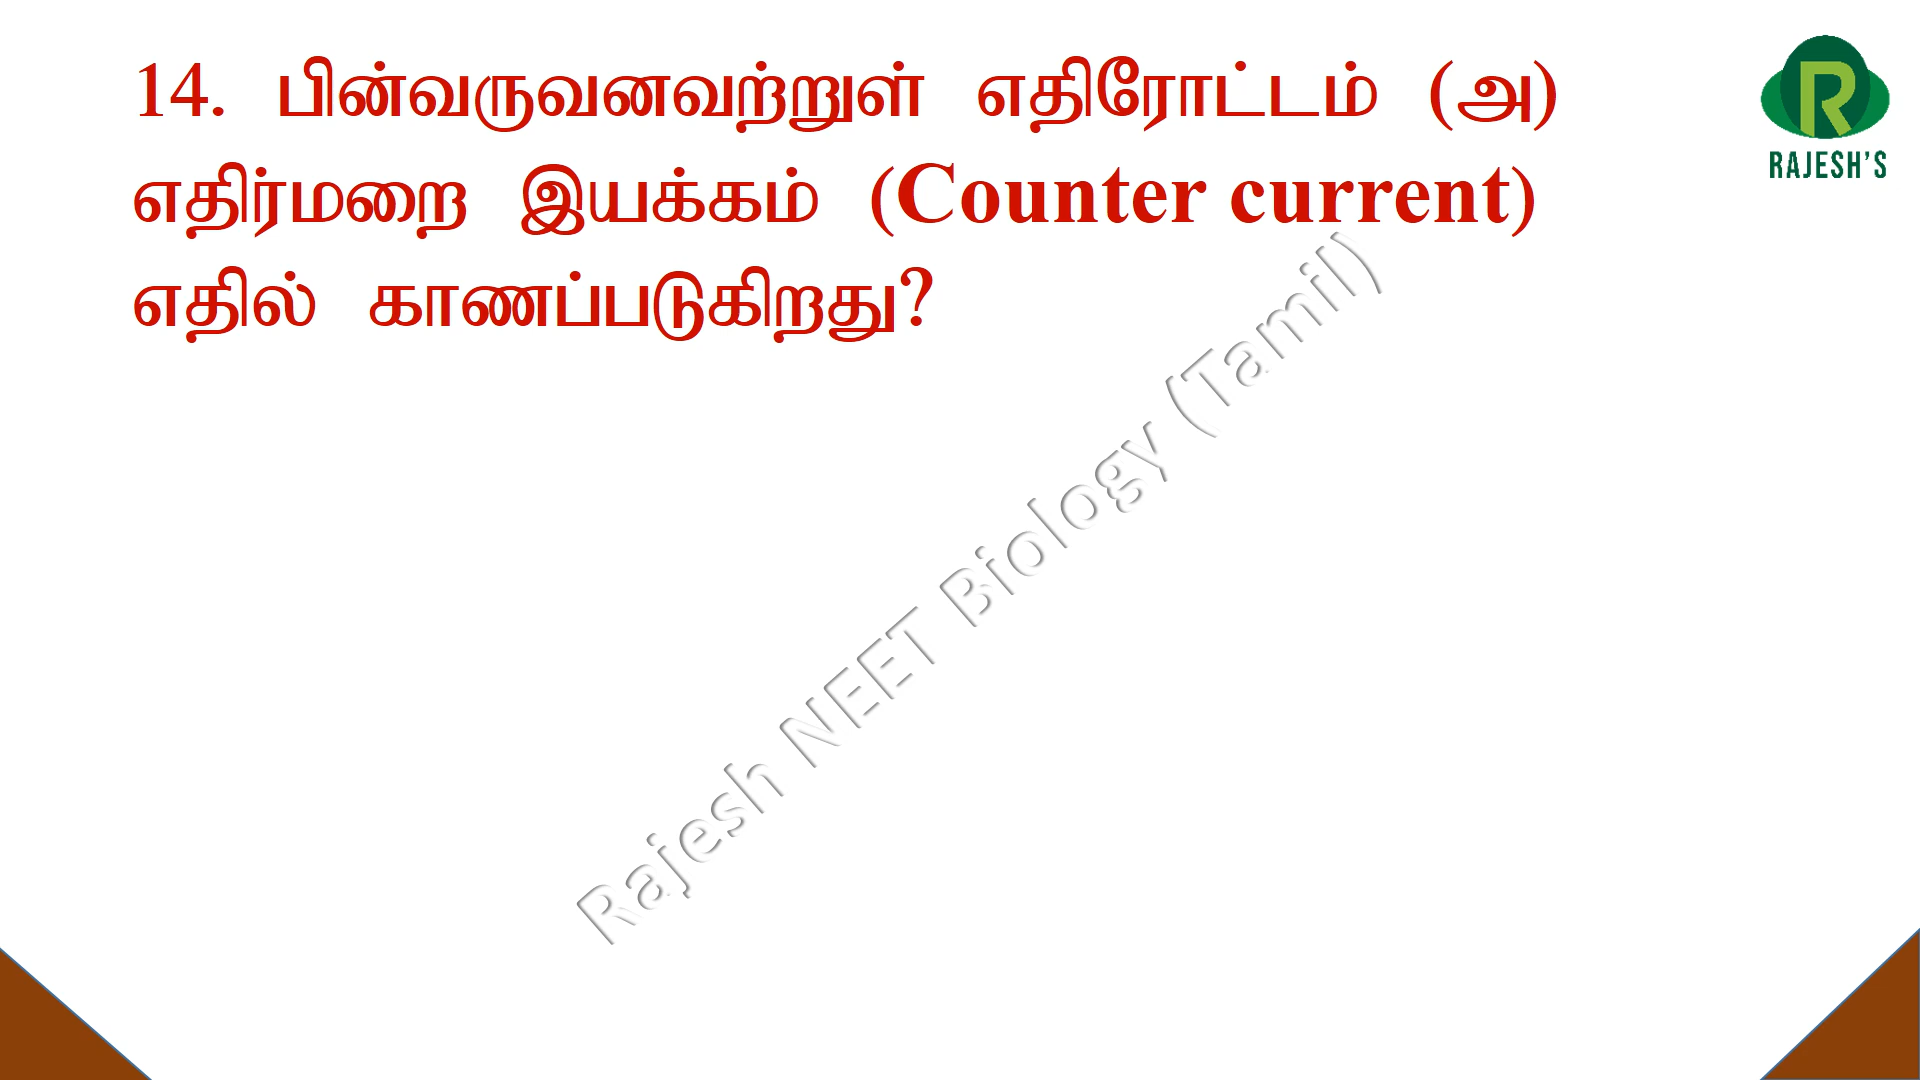 14. பின்வருவனவற்றுள் எதிரோட்டம் (அ)
எதிர்மறை இயக்கம் (Counter current)
எதில் காணப்படுகிறது?
R
RAJESH'S
Rajesh NEET Biology (Tamil)